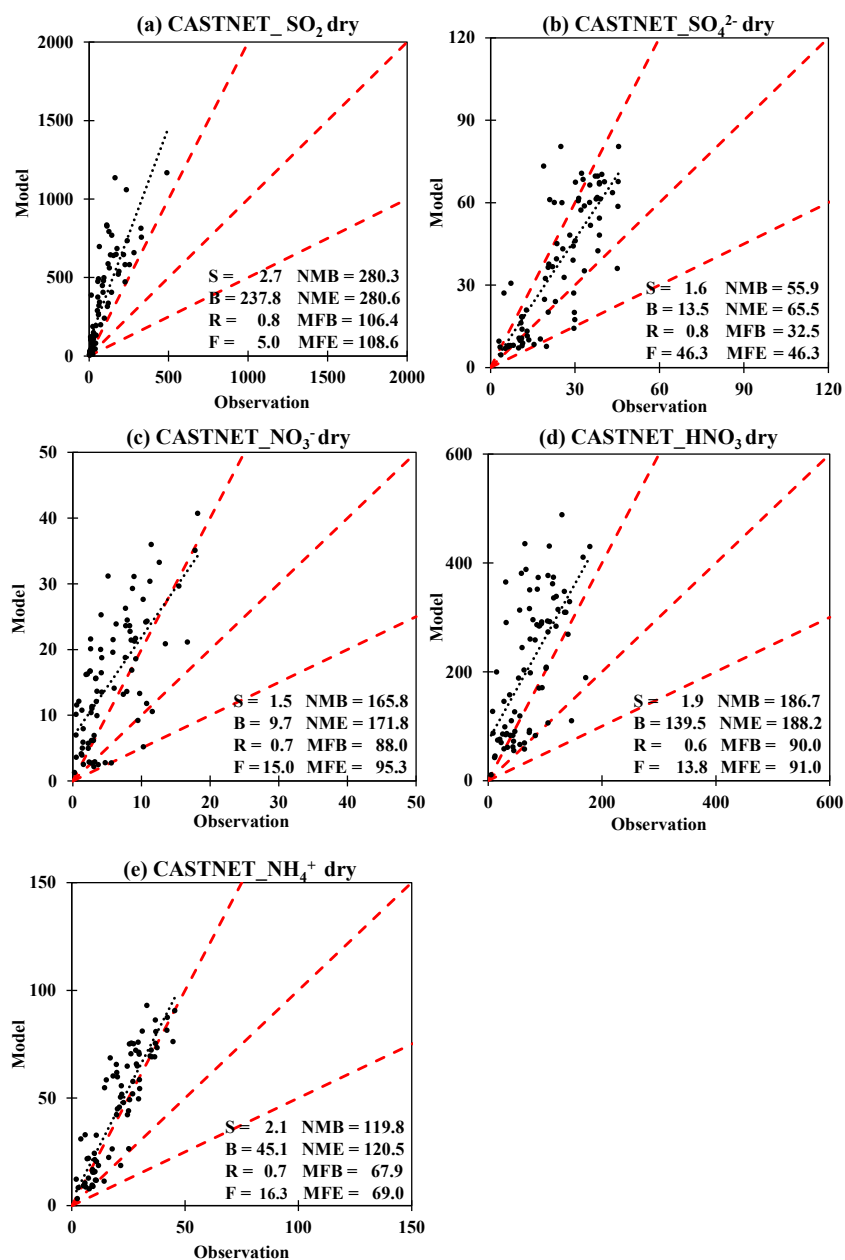 (a) CASTNET_ SO₂ dry
2000
1500
1000
500
0
Model
0 500 1000 1500 2000
Observation
S = 2.7 NMB = 280.3
B = 237.8 NME = 280.6
R = 0.8 MFB = 106.4
F = 5.0 MFE = 108.6
(b) CASTNET_SO₄²⁻ dry
120
90
60
30
0
Model
0 30 60 90 120
Observation
S = 1.6 NMB = 55.9
B = 13.5 NME = 65.5
R = 0.8 MFB = 32.5
F = 46.3 MFE = 46.3
(c) CASTNET_NO₃⁻ dry
50
40
30
20
10
0
Model
0 10 20 30 40 50
Observation
S = 1.5 NMB = 165.8
B = 9.7 NME = 171.8
R = 0.7 MFB = 88.0
F = 15.0 MFE = 95.3
(d) CASTNET_HNO₃ dry
600
400
200
0
Model
0 200 400 600
Observation
S = 1.9 NMB = 186.7
B = 139.5 NME = 188.2
R = 0.6 MFB = 90.0
F = 13.8 MFE = 91.0
(e) CASTNET_NH₄⁺ dry
150
100
50
0
Model
0 50 100 150
Observation
S = 2.1 NMB = 119.8
B = 45.1 NME = 120.5
R = 0.7 MFB = 67.9
F = 16.3 MFE = 69.0